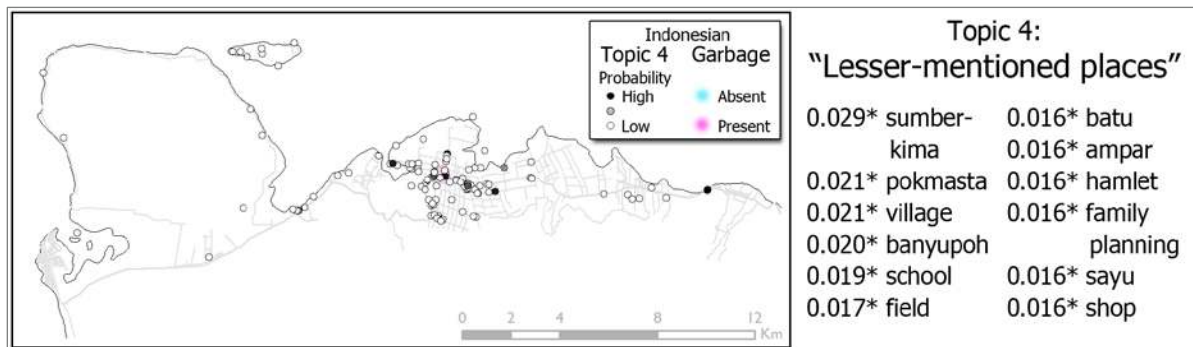 Indonesian
Topic 4 Garbage
Probability
High Absent
Low Present
0 2 4 8 12
Km
Topic 4:
"Lesser-mentioned places"
0.029* sumber-
kima
0.021* pokmasta
0.021* village
0.020* banyupoh
0.019* school
0.017* field
0.016* batu
0.016* ampar
0.016* hamlet
0.016* family
planning
0.016* sayu
0.016* shop